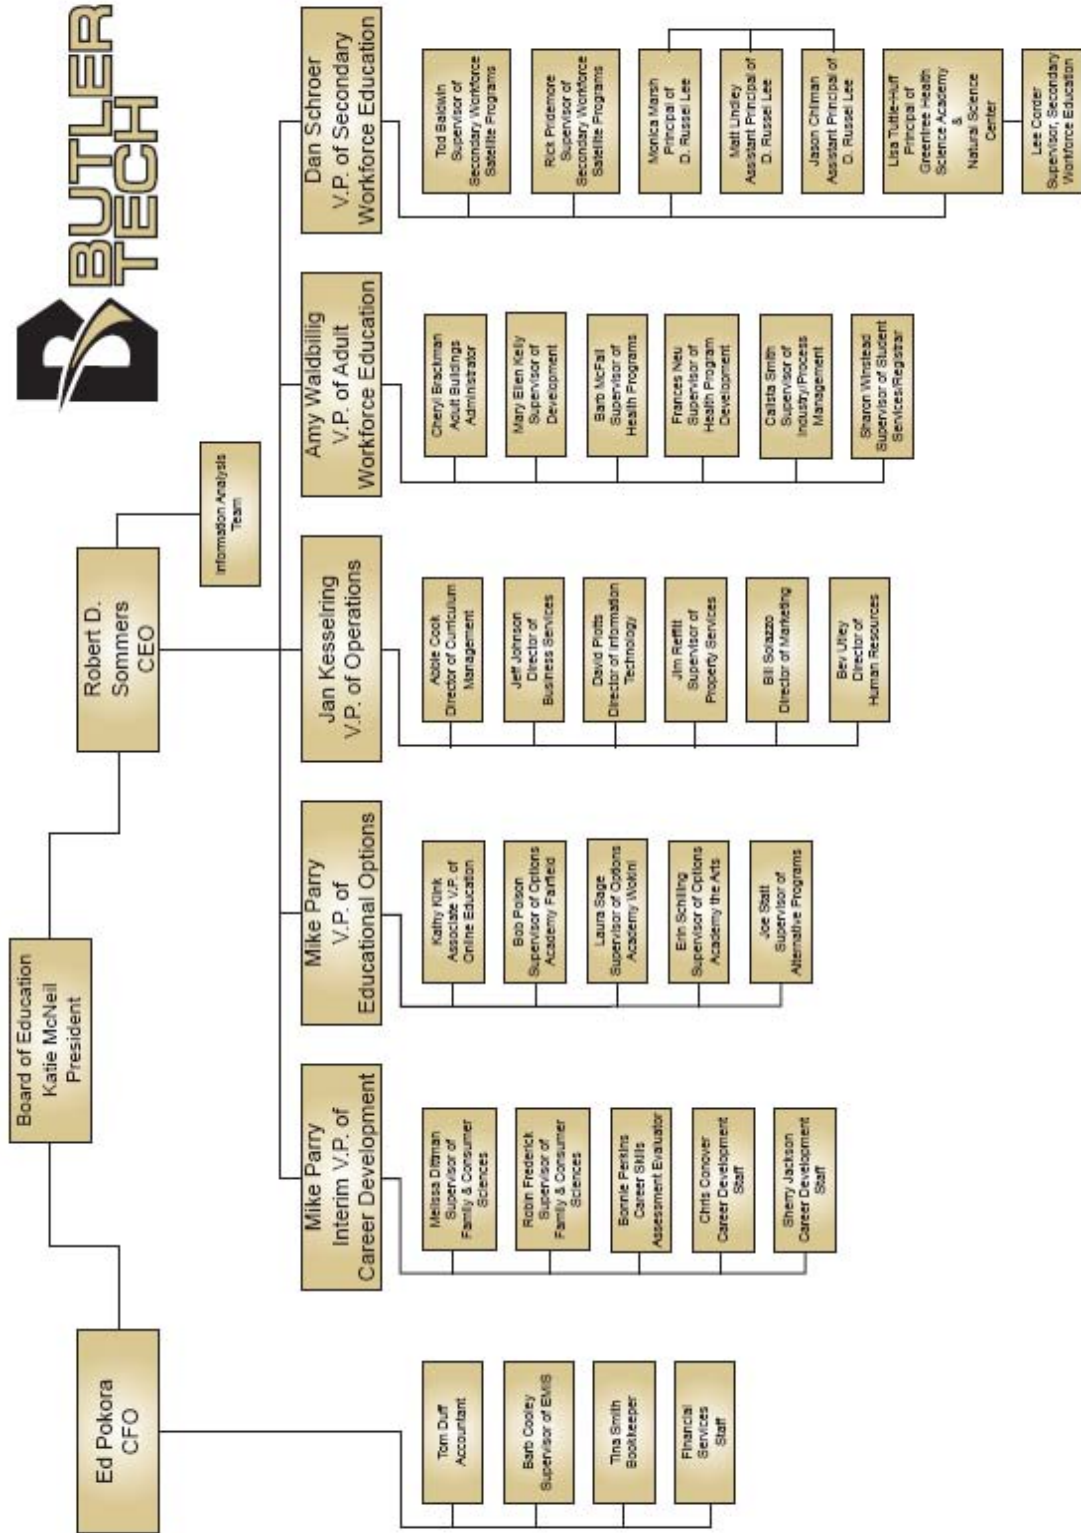 BUTLER
TECH
Board of Education
Katie McNeil
President
Ed Pokora
CFO
Robert D.
Sommers
CEO
Information Analysis
Team
Tom Duff
Accountant
Barb Cooley
Supervisor of EMIS
Tina Smith
Bookkeeper
Financial
Services
Staff
Mike Parry
Interim V.P. of
Career Development
Melissa Dittman
Supervisor of
Family & Consumer
Sciences
Robin Frederick
Supervisor of
Family & Consumer
Sciences
Bonnie Perkins
Career Skills
Assessment Evaluator
Chris Conover
Career Development
Staff
Sherry Jackson
Career Development
Staff
Mike Parry
V.P. of
Educational Options
Kathy Klink
Associate V.P. of
Online Education
Bob Polson
Supervisor of Options
Academy Fairfield
Laura Sage
Supervisor of Options
Academy Wokini
Erin Schilling
Supervisor of Options
Academy the Arts
Joe Statt
Supervisor of
Alternative Programs
Jan Kesselring
V.P. of Operations
Abbie Cook
Director of Curriculum
Management
Jeff Johnson
Director of
Business Services
David Plotts
Director of Information
Technology
Jim Reffitt
Supervisor of
Property Services
Bill Solazzo
Director of Marketing
Bev Utley
Director of
Human Resources
Amy Waldbillig
V.P. of Adult
Workforce Education
Cheryl Brackman
Adult Buildings
Administrator
Mary Ellen Kelly
Supervisor of
Development
Barb McFall
Supervisor of
Health Programs
Frances Neu
Supervisor of
Health Program
Development
Calista Smith
Supervisor of
Industry/Process
Management
Sharon Winstead
Supervisor of Student
Services/Registrar
Dan Schroer
V.P. of Secondary
Workforce Education
Tod Baldwin
Supervisor of
Secondary Workforce
Satellite Programs
Rick Pridemore
Supervisor of
Secondary Workforce
Satellite Programs
Monica Marsh
Principal of
D. Russel Lee
Matt Lindley
Assistant Principal of
D. Russel Lee
Jason Chilman
Assistant Principal of
D. Russel Lee
Lisa Tuttle-Huff
Principal of
Greentree Health
Science Academy
&
Natural Science
Center
Lee Corder
Supervisor, Secondary
Workforce Education